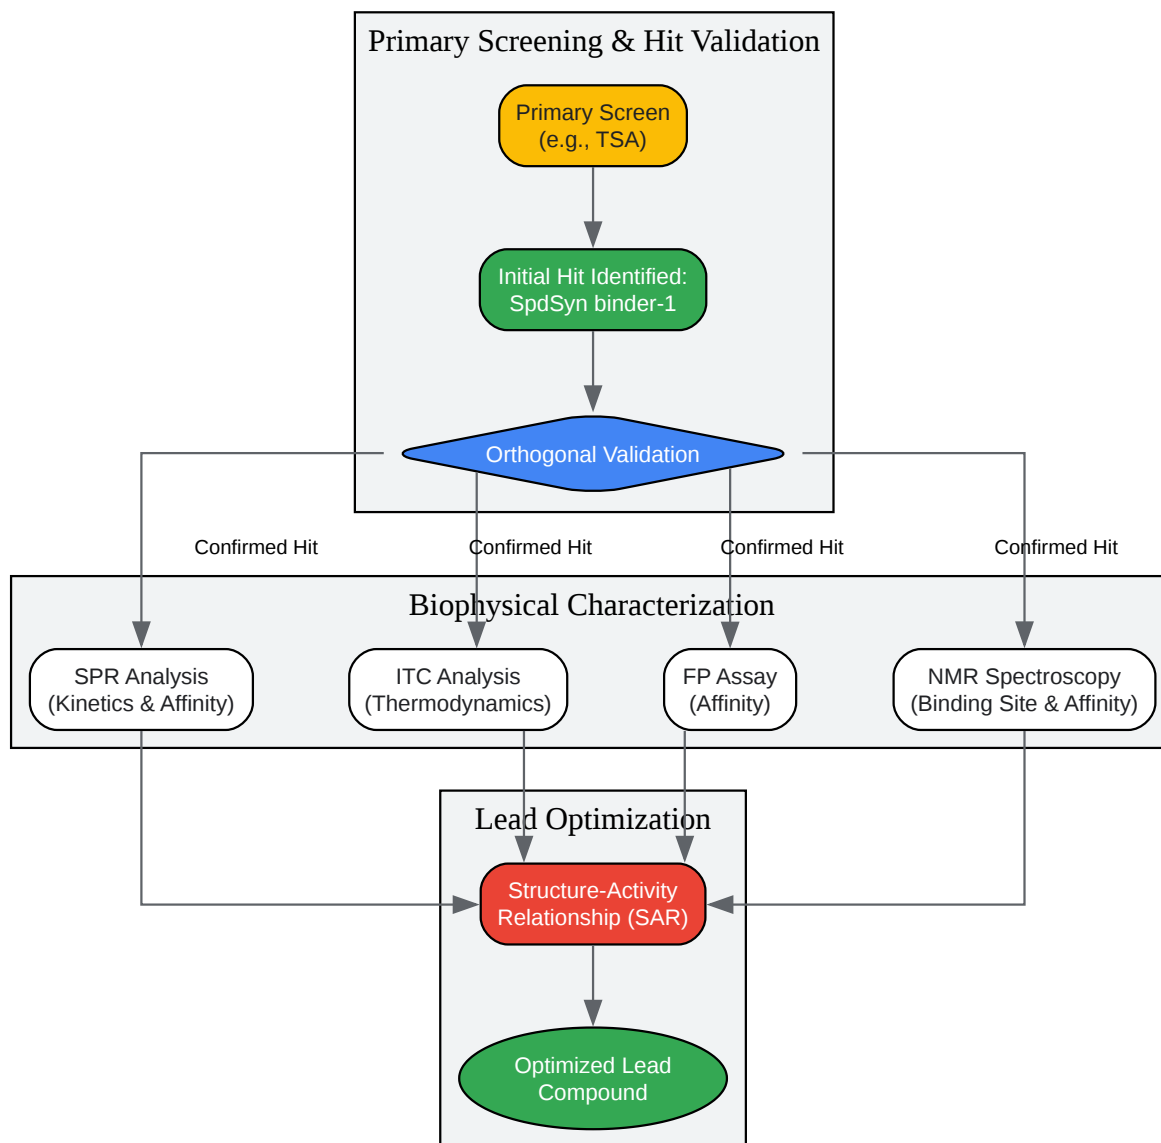 Primary Screening & Hit Validation
Primary Screen
(e.g., TSA)
Initial Hit Identified:
SpdSyn binder-1
Orthogonal Validation
Confirmed Hit
Confirmed Hit
Confirmed Hit
Confirmed Hit
Biophysical Characterization
SPR Analysis
(Kinetics & Affinity)
ITC Analysis
(Thermodynamics)
FP Assay
(Affinity)
NMR Spectroscopy
(Binding Site & Affinity)
Lead Optimization
Structure-Activity
Relationship (SAR)
Optimized Lead
Compound